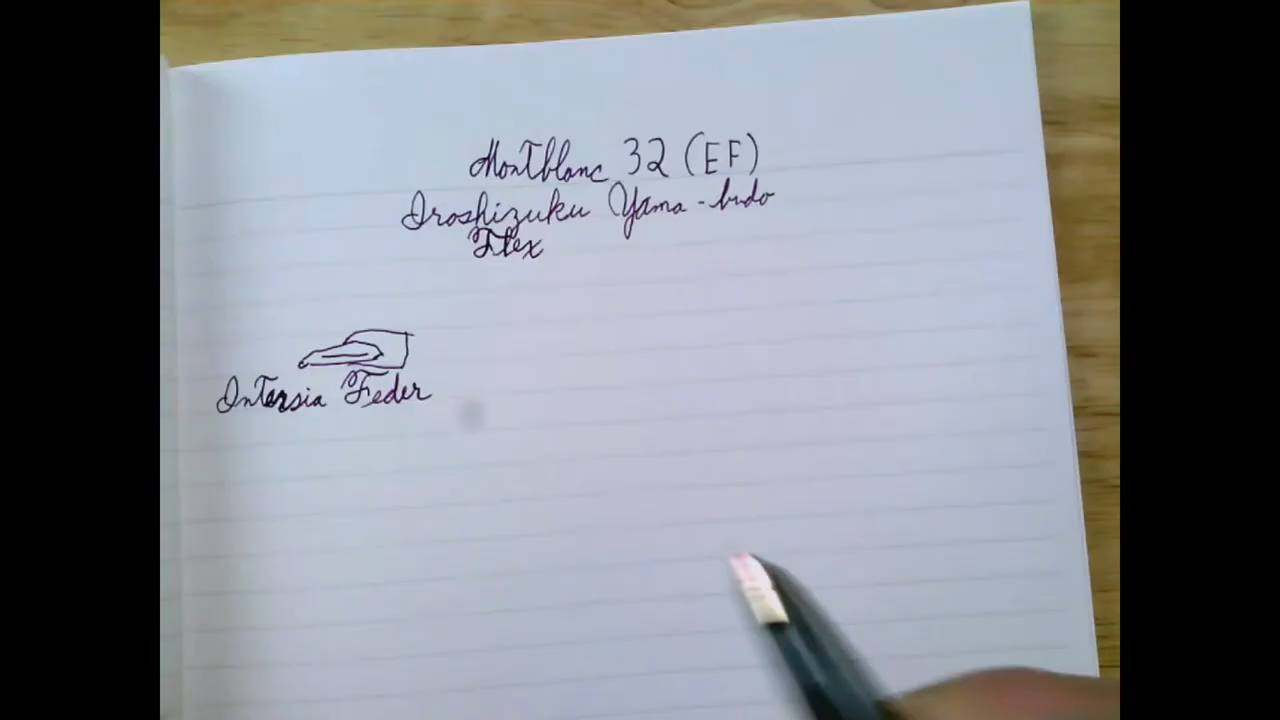 Montblanc 32 (EF)
Iroshizuku Yama-budo
Flex
Intarsia Feder